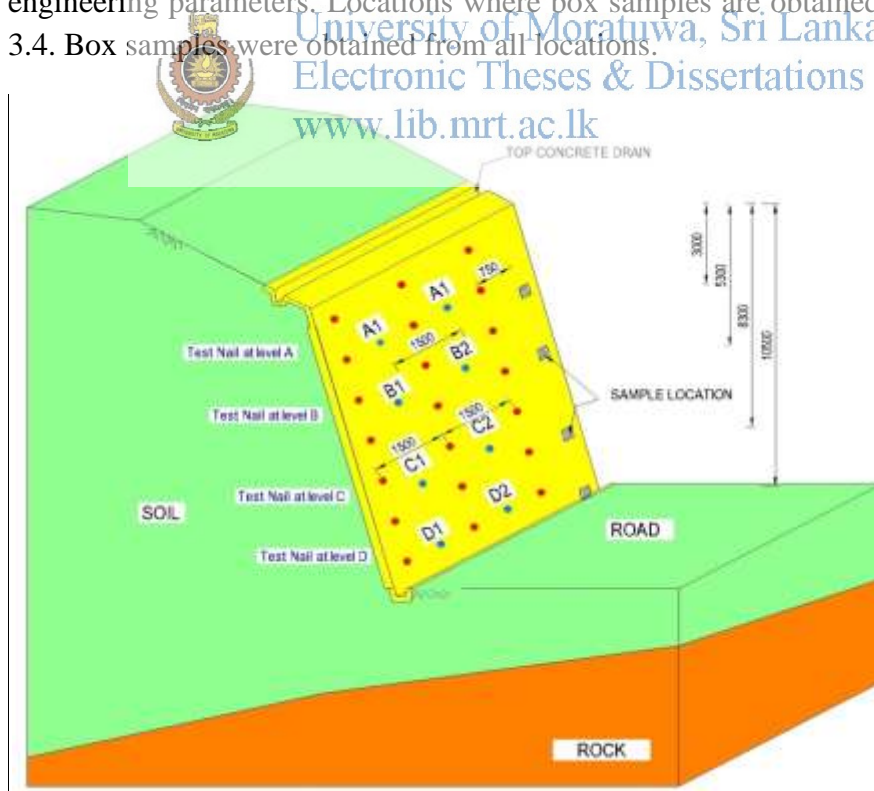 engineering parameters. Locations where box samples are obtained
3.4. Box samples were obtained from all locations.
University of Moratuwa, Sri Lanka
Electronic Theses & Dissertations
www.lib.mrt.ac.lk
TOP CONCRETE DRAIN
3000
5300
8300
10500
750
A1
A1
Test Nail at level A
1500
B2
B1
SAMPLE LOCATION
Test Nail at level B
1500
1500
C2
C1
Test Nail at level C
D2
SOIL
ROAD
D1
Test Nail at level D
ROCK